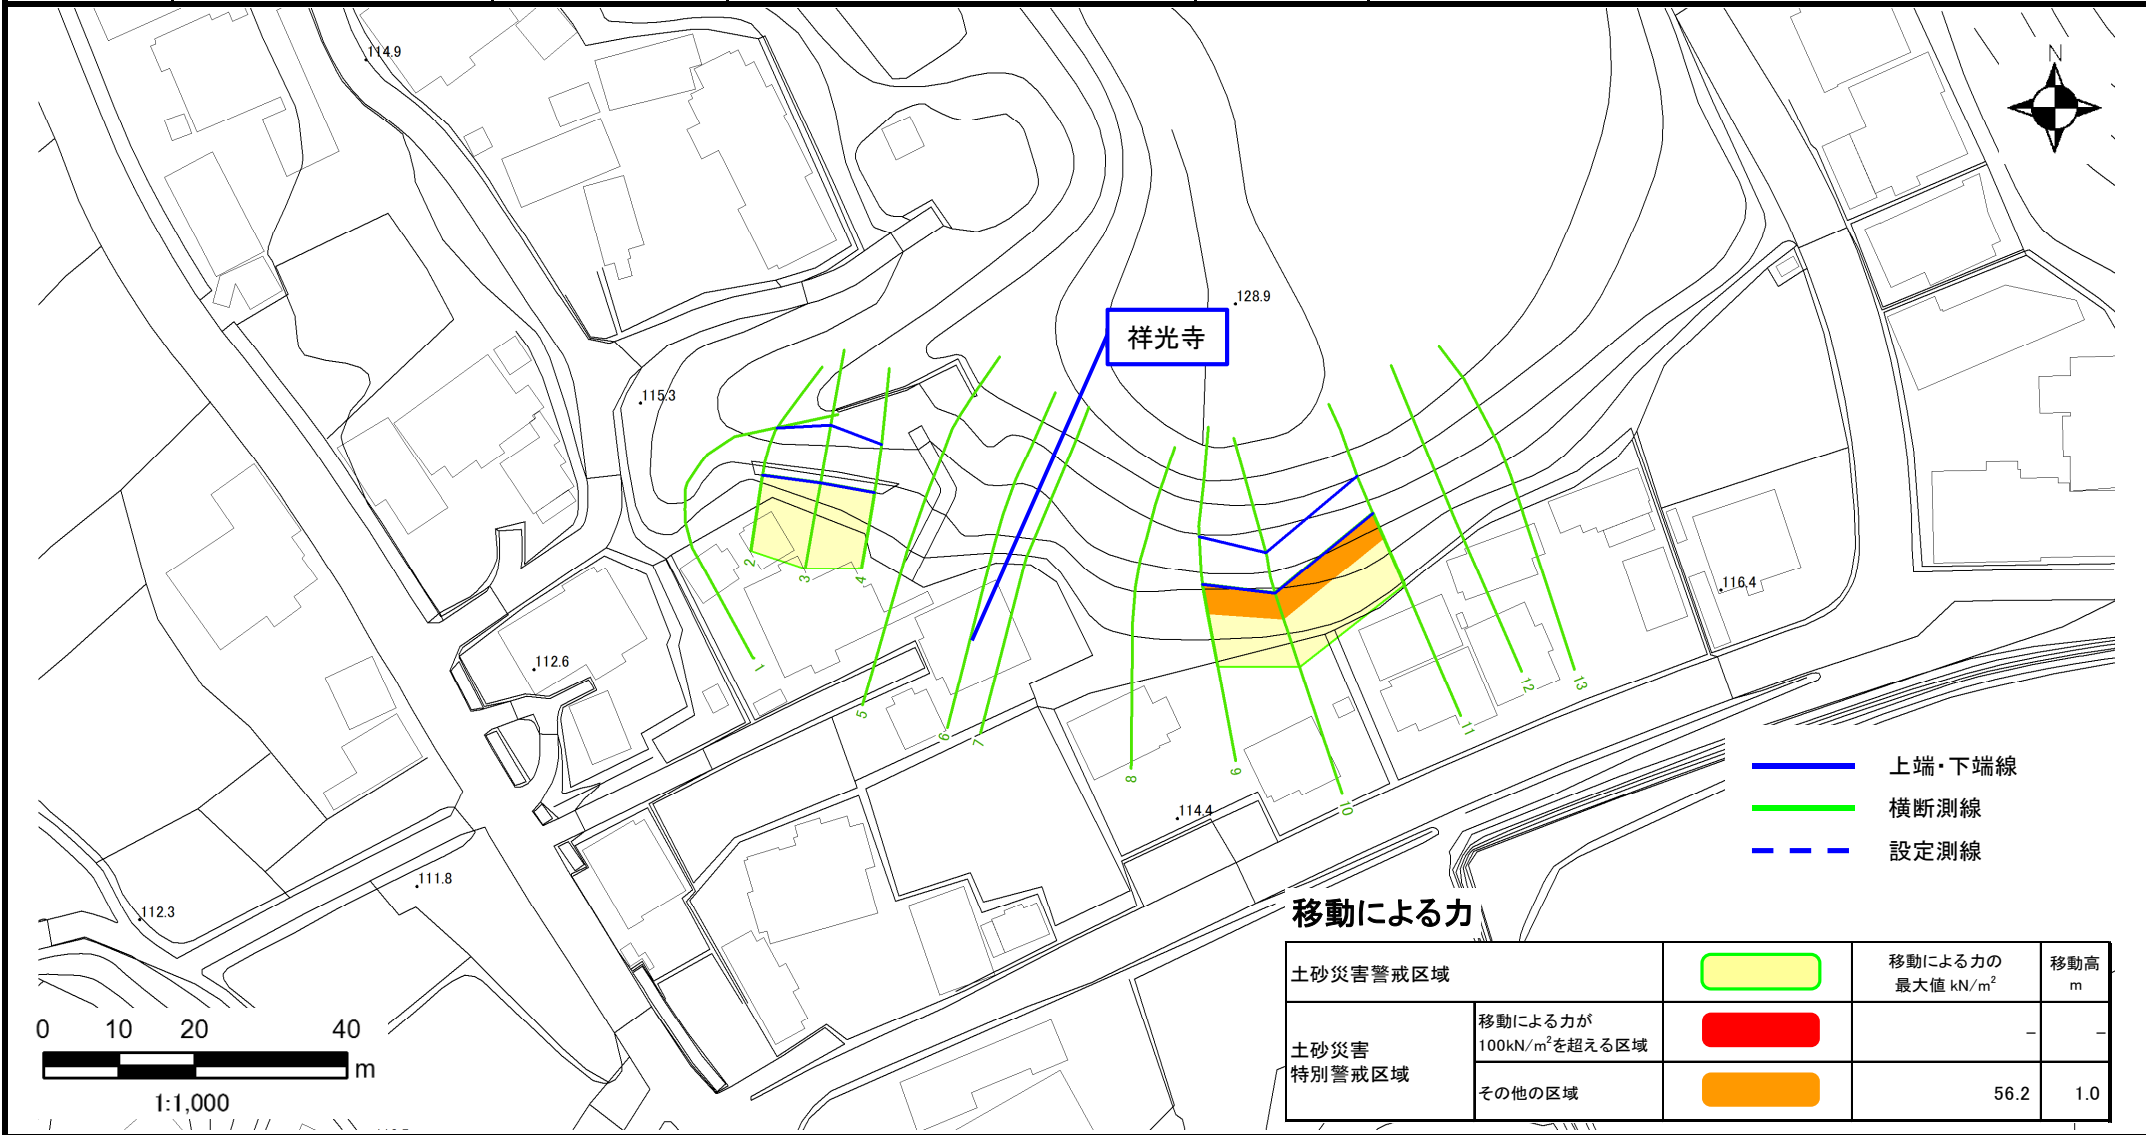 114.9
N
128.9
祥光寺
115.3
116.4
112.6
1
2
3
4
5
6
7
8
9
10
11
12
13
114.4
111.8
112.3
上端・下端線
横断測線
設定測線
移動による力
土砂災害警戒区域
移動による力の
最大値 kN/m²
移動高
m
土砂災害
特別警戒区域
移動による力が
100kN/m²を超える区域
－
－
その他の区域
56.2
1.0
0 10 20 40
m
1:1,000